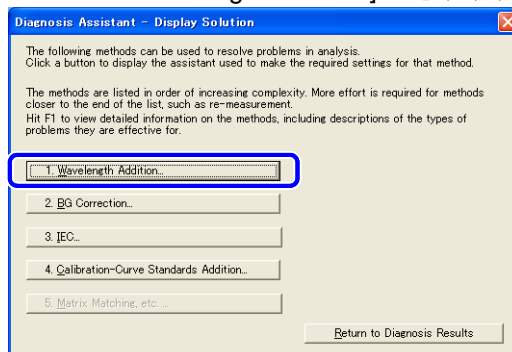 Diagnosis Assistant - Display Solution
The following methods can be used to resolve problems in analysis.
Click a button to display the assistant used to make the required settings for that method.
The methods are listed in order of increasing complexity. More effort is required for methods
closer to the end of the list, such as re-measurement.
Hit F1 to view detailed information on the methods, including descriptions of the types of
problems they are effective for.
1. Wavelength Addition...
2. BG Correction...
3. IEC...
4. Calibration-Curve Standards Addition...
5. Matrix Matching, etc. ...
Return to Diagnosis Results